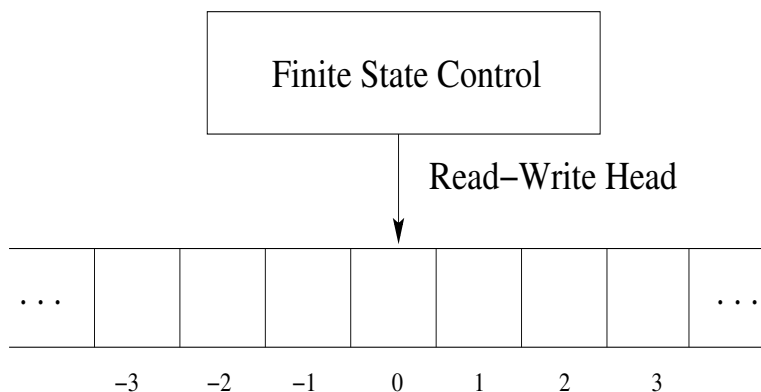 Finite State Control
Read−Write Head
. . . . . .
−3 −2 −1 0 1 2 3